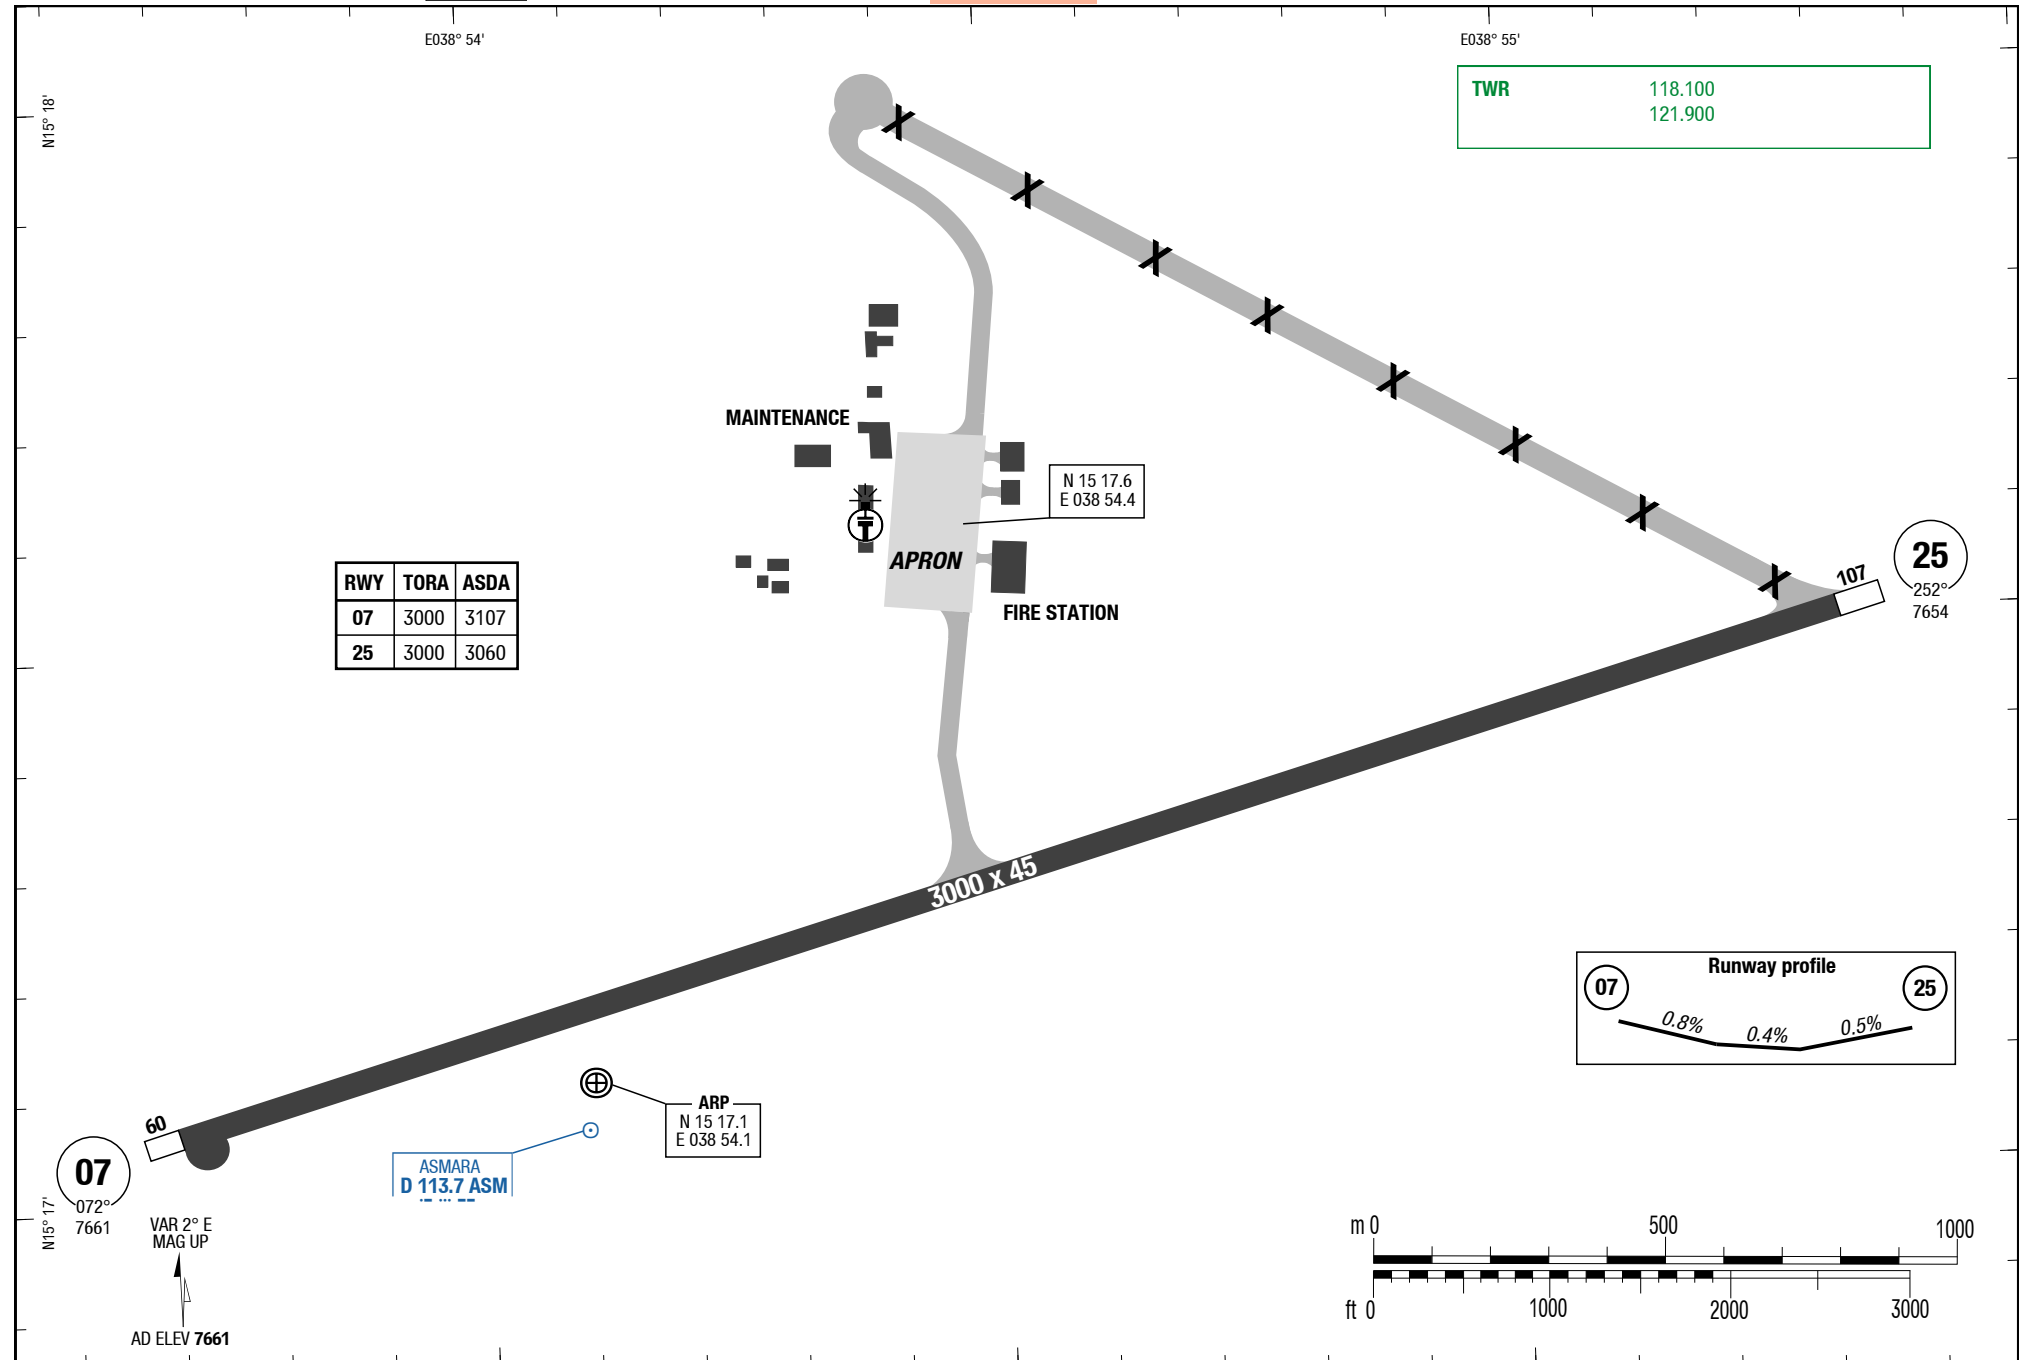 E038° 54'
E038° 55'
N15° 18'
TWR 118.100
121.900
MAINTENANCE
N 15 17.6
E 038 54.4
APRON
FIRE STATION
RWY TORA ASDA
07 3000 3107
25 3000 3060
107
25
252°
7654
3000 x 45
Runway profile
07 25
0.8% 0.4% 0.5%
60
07
072°
7661
ARP
N 15 17.1
E 038 54.1
ASMARA
D 113.7 ASM
N15° 17'
VAR 2° E
MAG UP
AD ELEV 7661
m 0 500 1000
ft 0 1000 2000 3000